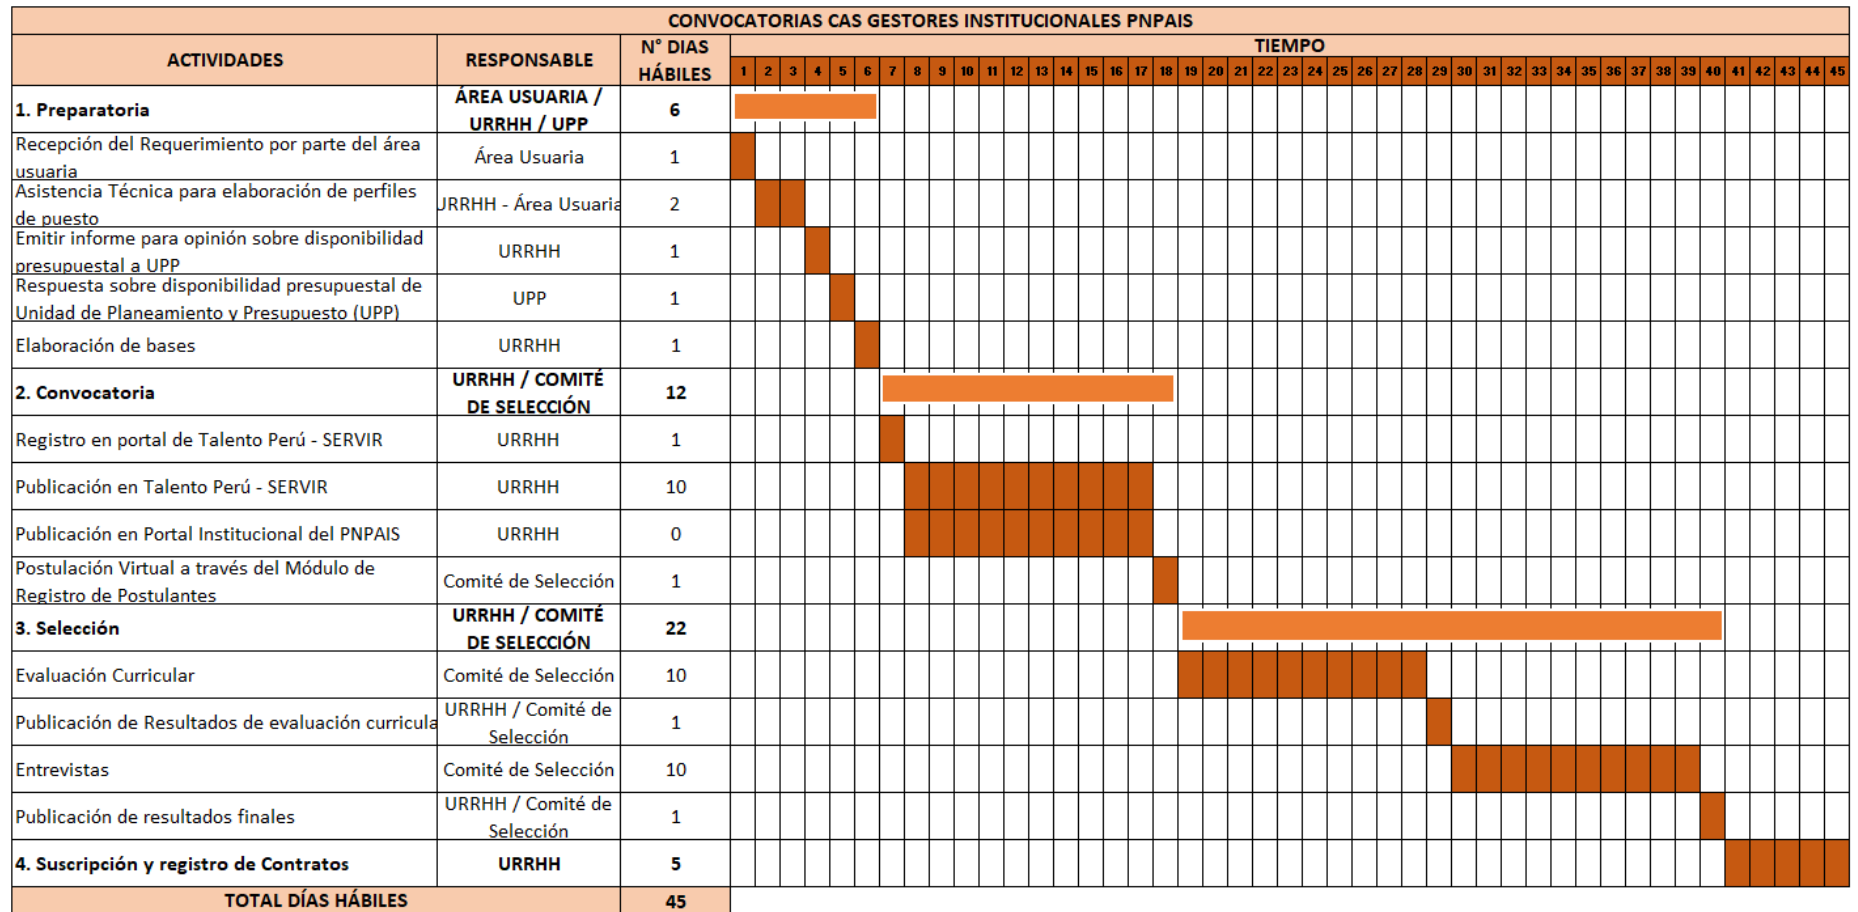 CONVOCATORIAS CAS GESTORES INSTITUCIONALES PNPAIS
ACTIVIDADES
RESPONSABLE
N° DIAS
HÁBILES
TIEMPO
1 2 3 4 5 6 7 8 9 10 11 12 13 14 15 16 17 18 19 20 21 22 23 24 25 26 27 28 29 30 31 32 33 34 35 36 37 38 39 40 41 42 43 44 45
1. Preparatoria
ÁREA USUARIA /
URRHH / UPP
6
Recepción del Requerimiento por parte del área
usuaria
Área Usuaria
1
Asistencia Técnica para elaboración de perfiles
de puesto
URRHH - Área Usuaria
2
Emitir informe para opinión sobre disponibilidad
presupuestal a UPP
URRHH
1
Respuesta sobre disponibilidad presupuestal de
Unidad de Planeamiento y Presupuesto (UPP)
UPP
1
Elaboración de bases
URRHH
1
2. Convocatoria
URRHH / COMITÉ
DE SELECCIÓN
12
Registro en portal de Talento Perú - SERVIR
URRHH
1
Publicación en Talento Perú - SERVIR
URRHH
10
Publicación en Portal Institucional del PNPAIS
URRHH
0
Postulación Virtual a través del Módulo de
Registro de Postulantes
Comité de Selección
1
3. Selección
URRHH / COMITÉ
DE SELECCIÓN
22
Evaluación Curricular
Comité de Selección
10
Publicación de Resultados de evaluación curricula
URRHH / Comité de
Selección
1
Entrevistas
Comité de Selección
10
Publicación de resultados finales
URRHH / Comité de
Selección
1
4. Suscripción y registro de Contratos
URRHH
5
TOTAL DÍAS HÁBILES
45